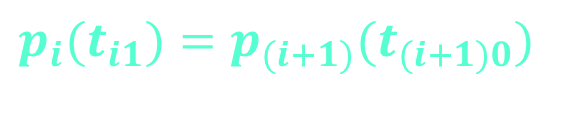 $p_i(t_{i1}) = p_{(i+1)}(t_{(i+1)0})$